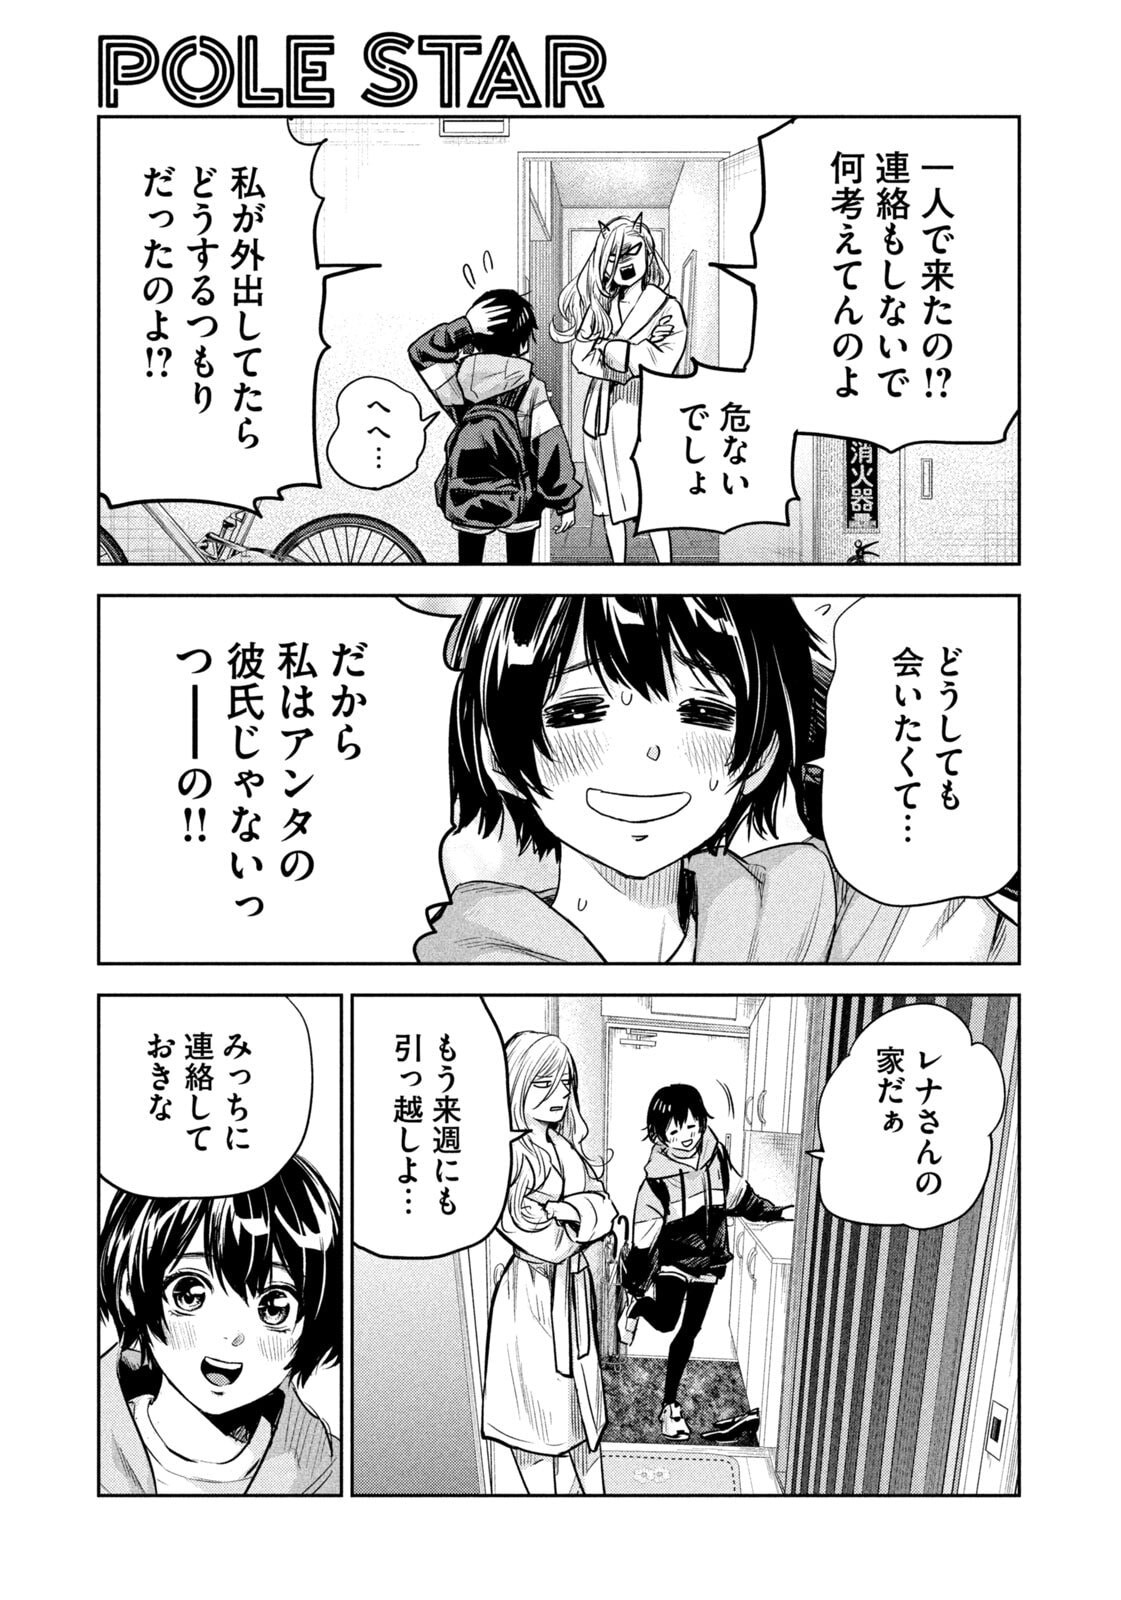 POLE STAR
一人で来たの!?
連絡もしないで
何考えてんのよ
危ない
でしょ
私が外出してたら
どうするつもり
だったのよ!?
へへ…
消火器
どうしても
会いたくて…
だから
私はアンタの
彼氏じゃないっ
つ――の!!
レナさんの
家だぁ
もう来週にも
引っ越しよ…
みっちに
連絡して
おきな